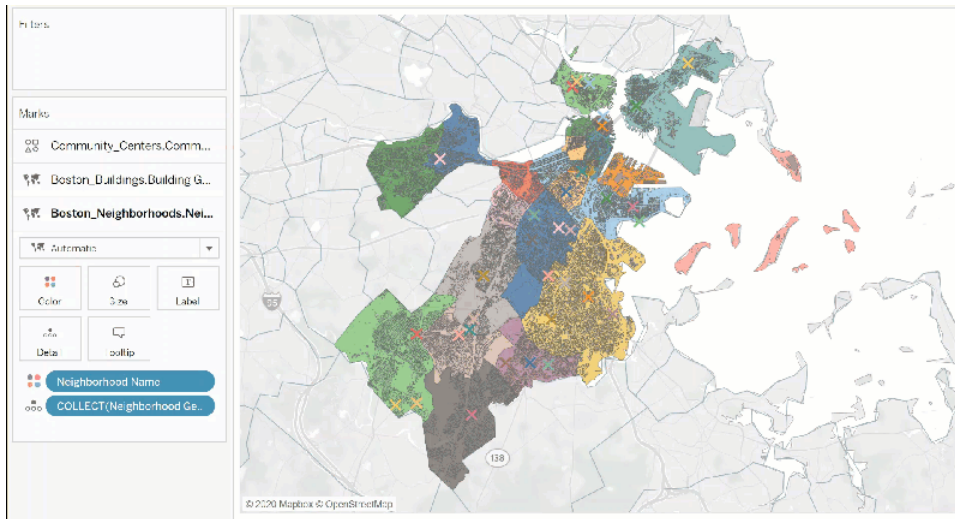 Filters
Marks
Community_Centers.Comm...
Boston_Buildings.Building G...
Boston_Neighborhoods.Nei...
Automatic
Color
Size
Label
Detail
Tooltip
Neighborhood Name
COLLECT(Neighborhood Ge..
95
138
© 2020 Mapbox © OpenStreetMap